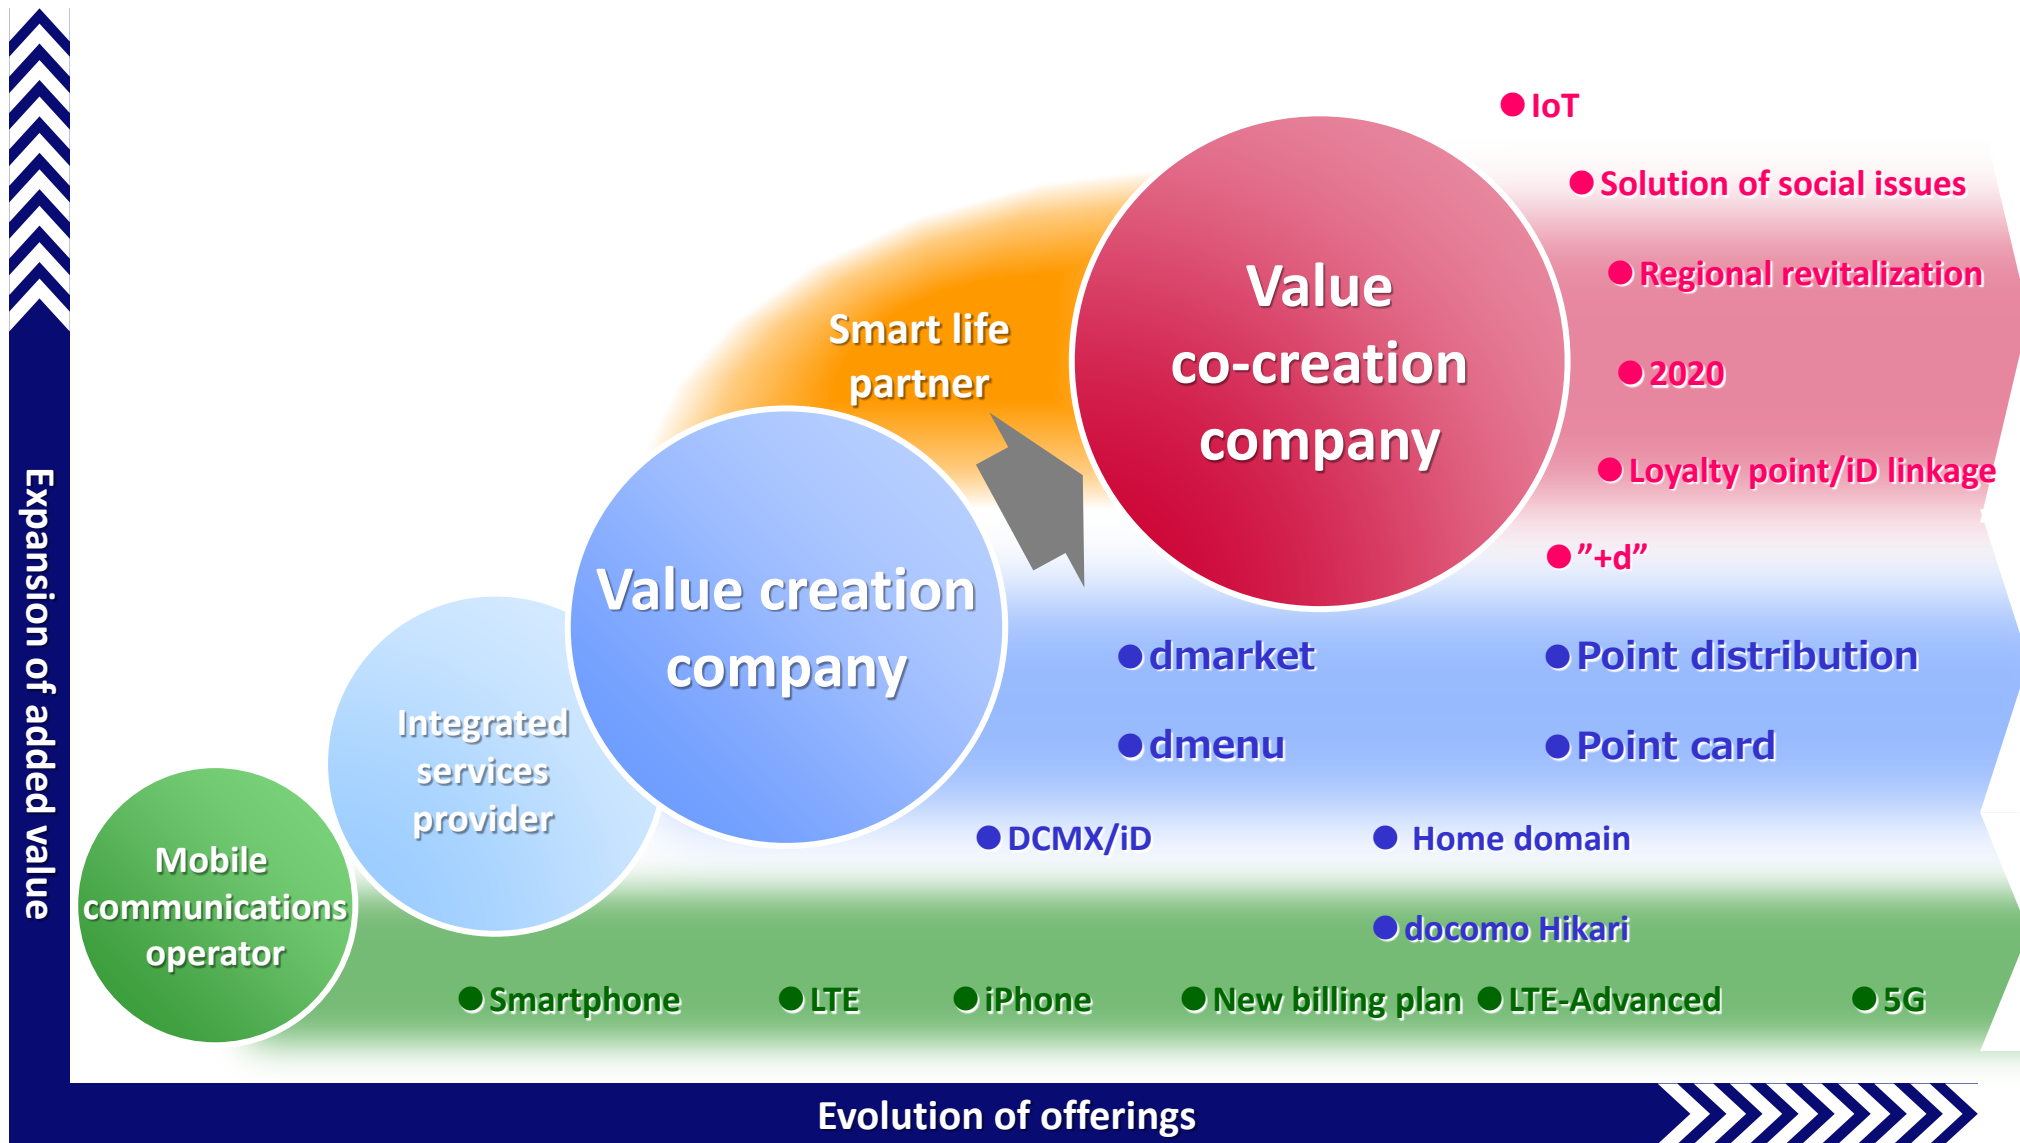 IoT
Solution of social issues
Regional revitalization
2020
Loyalty point/iD linkage
”+d”
Value
co-creation
company
Smart life
partner
Value creation
company
dmarket
Point distribution
dmenu
Point card
Integrated
services
provider
DCMX/iD
Home domain
docomo Hikari
Mobile
communications
operator
Smartphone
LTE
iPhone
New billing plan
LTE-Advanced
5G
Expansion of added value
Evolution of offerings